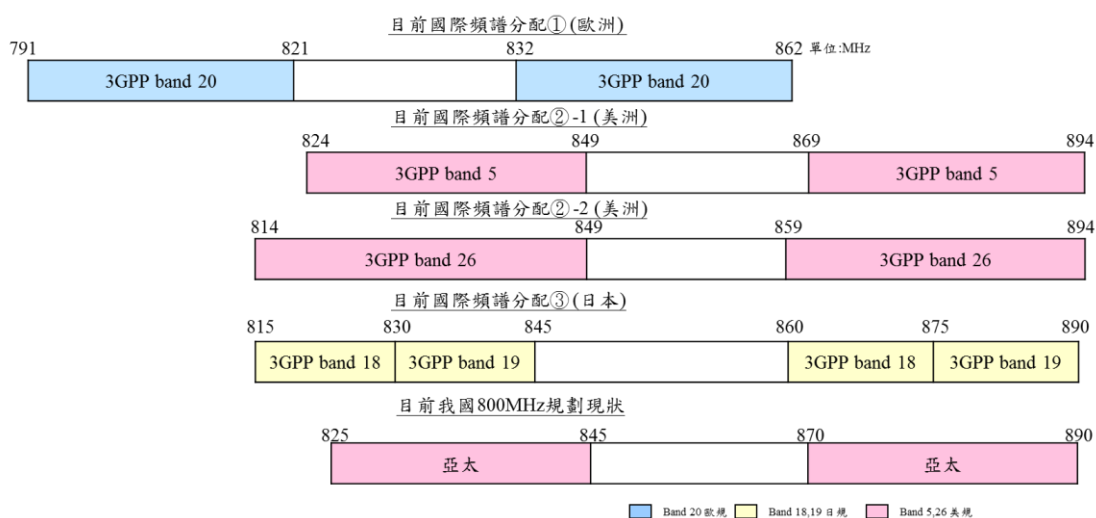 目前國際頻譜分配①(歐洲)
791 821 832 862 單位:MHz
3GPP band 20 3GPP band 20
目前國際頻譜分配②-1 (美洲)
824 849 869 894
3GPP band 5 3GPP band 5
目前國際頻譜分配②-2 (美洲)
814 849 859 894
3GPP band 26 3GPP band 26
目前國際頻譜分配③(日本)
815 830 845 860 875 890
3GPP band 18 3GPP band 19 3GPP band 18 3GPP band 19
目前我國800MHz規劃現狀
825 845 870 890
亞太 亞太
Band 20 歐規 Band 18,19 日規 Band 5,26 美規